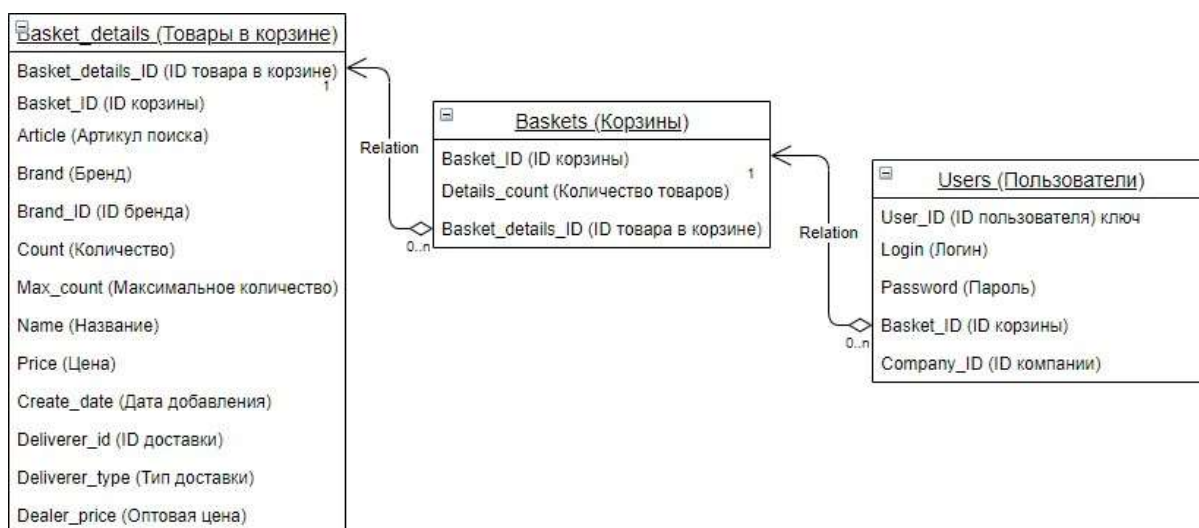 Basket_details (Товары в корзине)
Basket_details_ID (ID товара в корзине)
1
Basket_ID (ID корзины)
Article (Артикул поиска)
Brand (Бренд)
Brand_ID (ID бренда)
Count (Количество)
Max_count (Максимальное количество)
Name (Название)
Price (Цена)
Create_date (Дата добавления)
Deliverer_id (ID доставки)
Deliverer_type (Тип доставки)
Dealer_price (Оптовая цена)
Relation
0..n
Baskets (Корзины)
Basket_ID (ID корзины)
1
Details_count (Количество товаров)
Basket_details_ID (ID товара в корзине)
Relation
0..n
Users (Пользователи)
User_ID (ID пользователя) ключ
Login (Логин)
Password (Пароль)
Basket_ID (ID корзины)
Company_ID (ID компании)